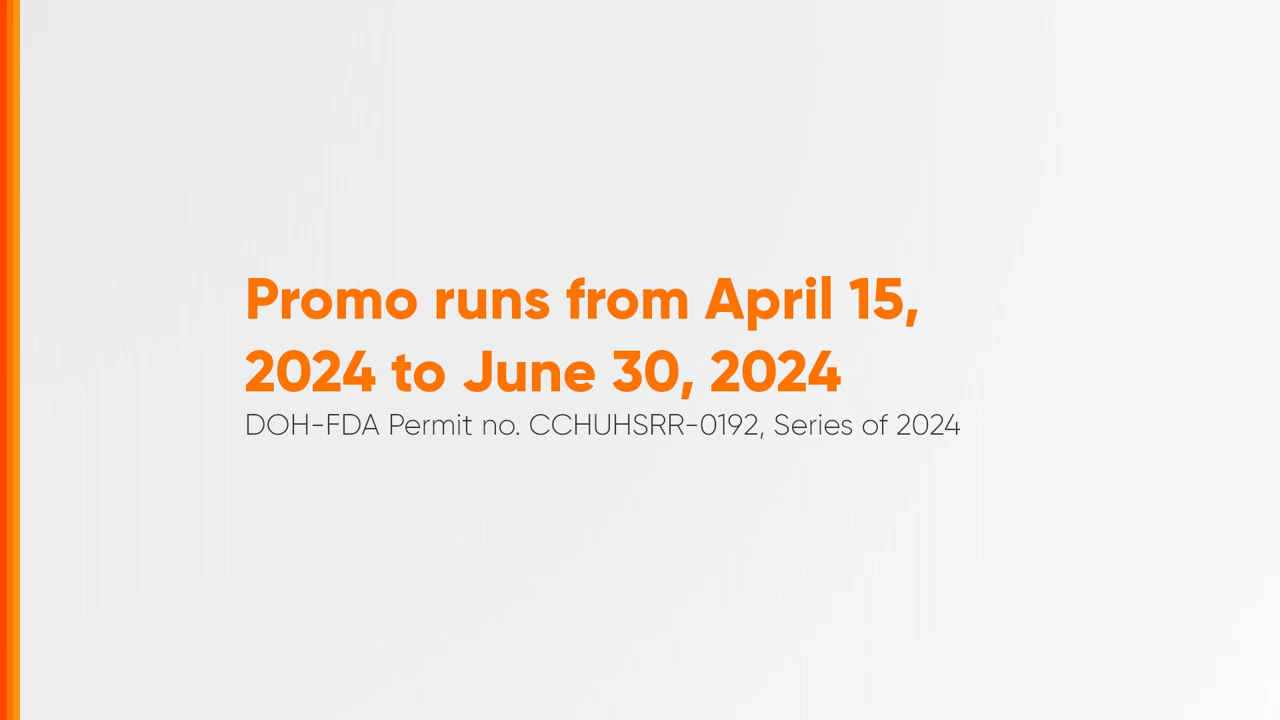 Promo runs from April 15,
2024 to June 30, 2024
DOH-FDA Permit no. CCHUHSRR-0192, Series of 2024